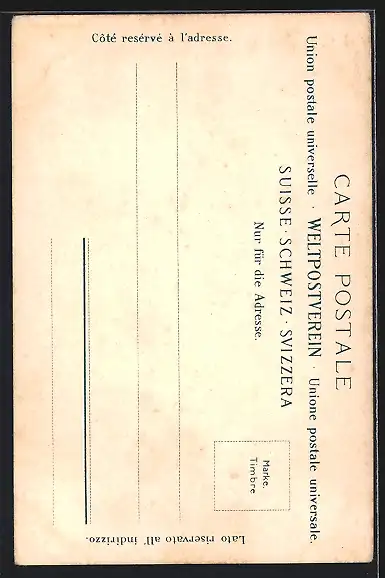 CARTE POSTALE
Union postale universelle · WELTPOSTVEREIN · Unione postale universale.
SUISSE · SCHWEIZ · SVIZZERA
Nur für die Adresse.
Marke.
Timbre
Côté reservé à l'adresse.
Lato riservato all' indirizzo.